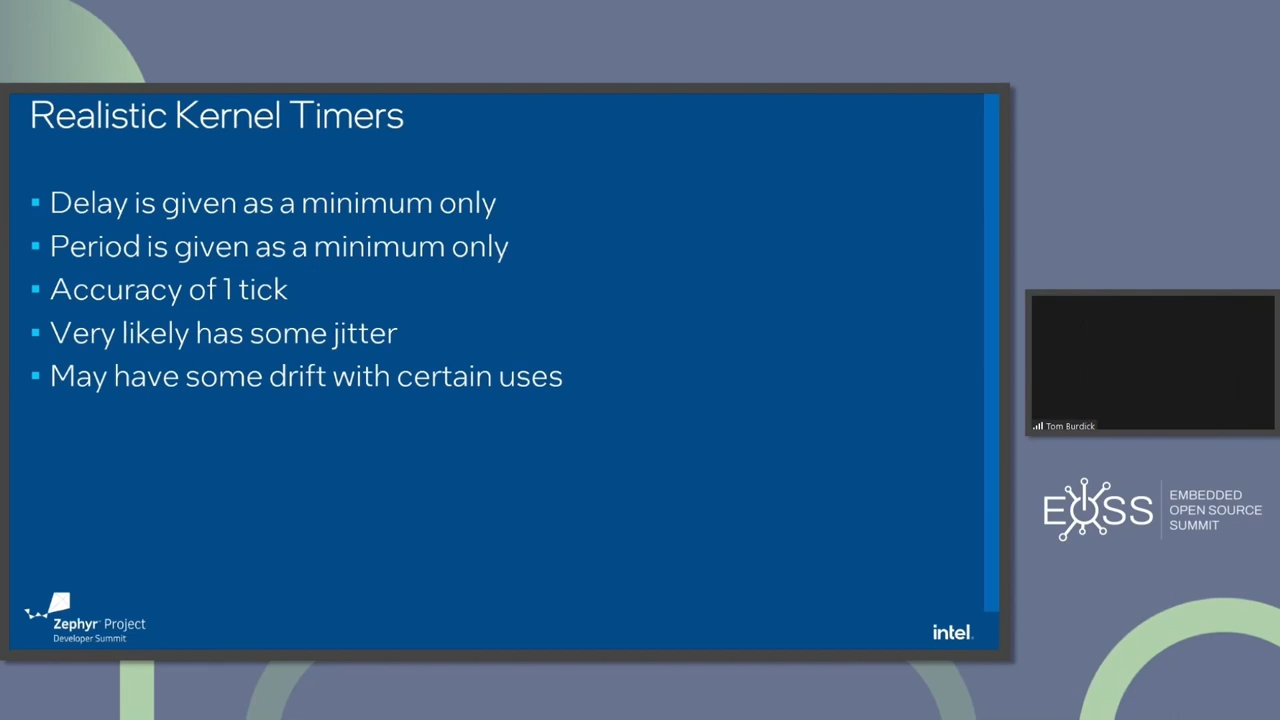 Realistic Kernel Timers
Delay is given as a minimum only
Period is given as a minimum only
Accuracy of 1 tick
Very likely has some jitter
May have some drift with certain uses
Zephyr Project
Developer Summit
intel.
Tom Burdick
EOSS
EMBEDDED
OPEN SOURCE
SUMMIT